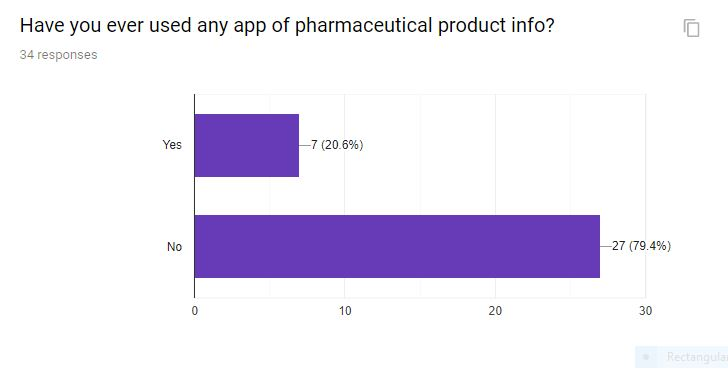 Have you ever used any app of pharmaceutical product info?
34 responses
Yes
7 (20.6%)
No
27 (79.4%)
0
10
20
30